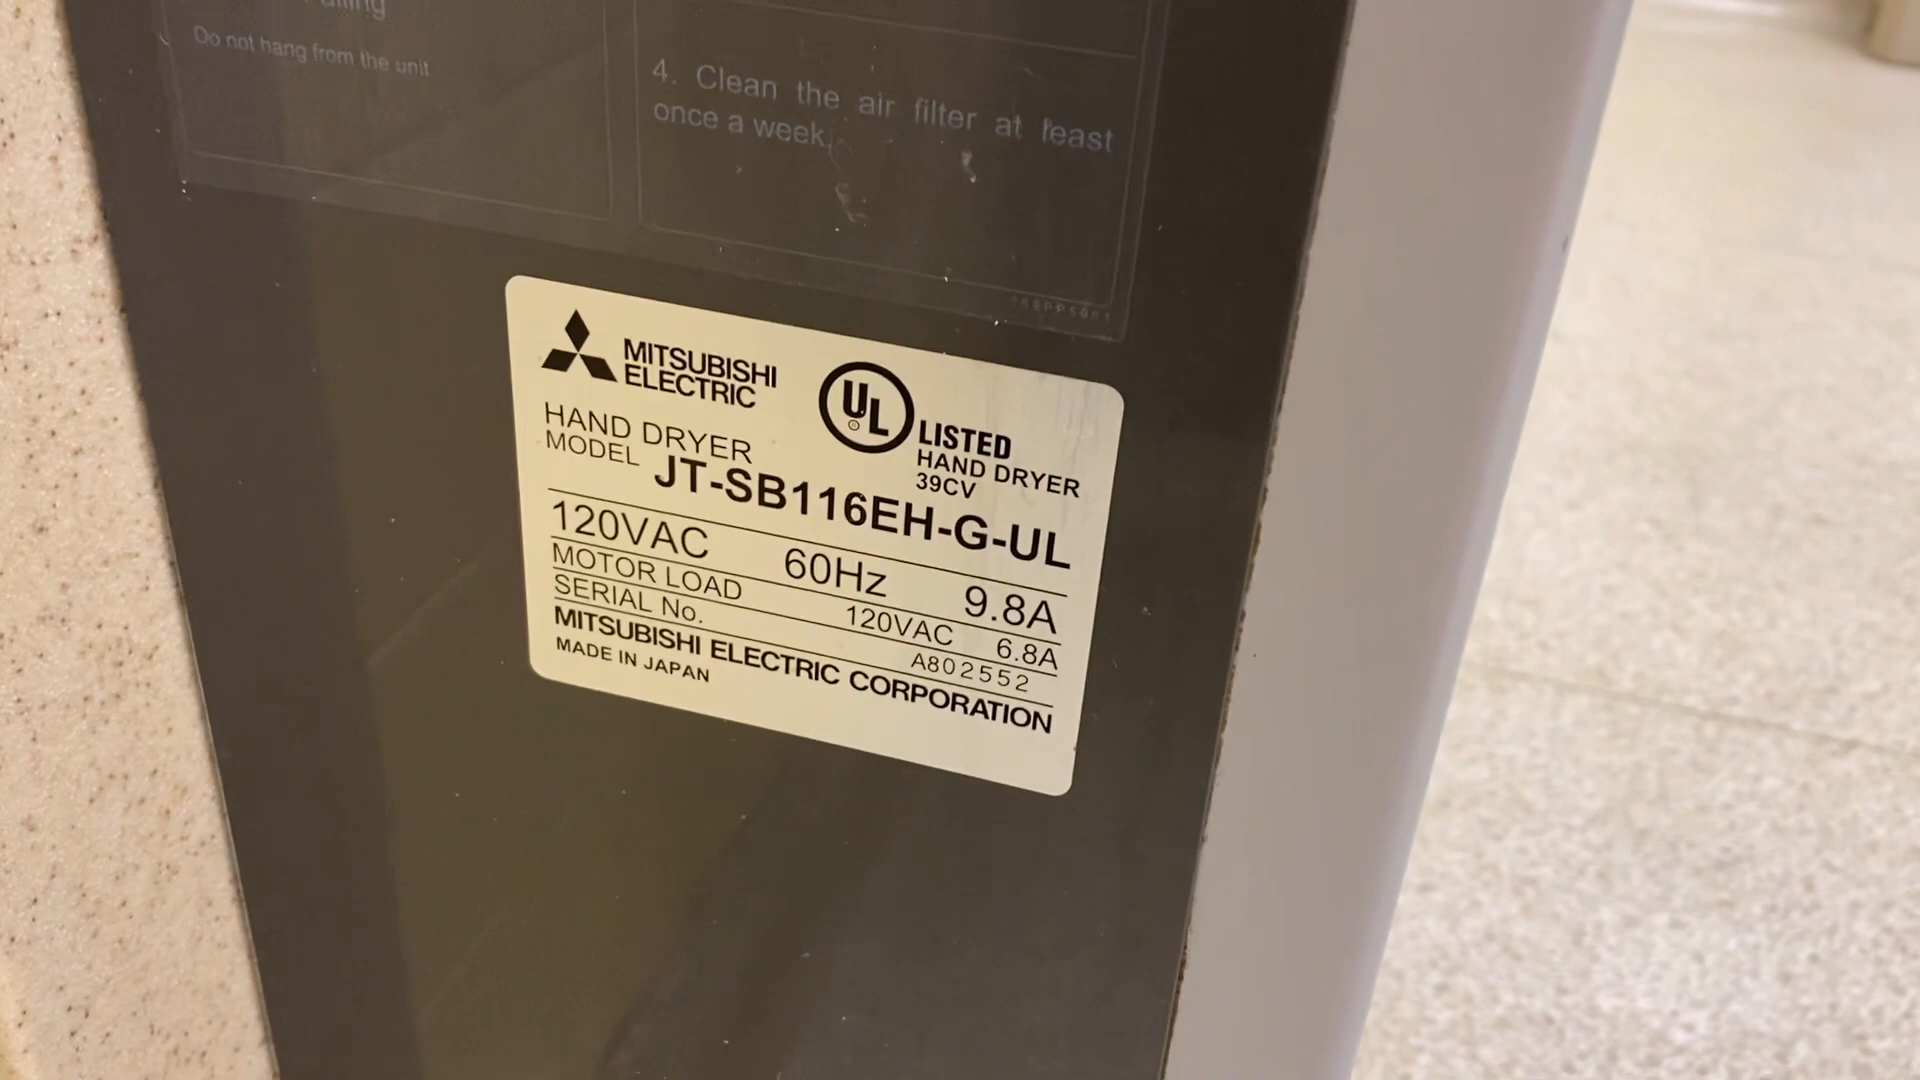 Do not hang from the unit
4. Clean the air filter at least
once a week.
MITSUBISHI
ELECTRIC
UL
LISTED
HAND DRYER
39CV
HAND DRYER
MODEL JT-SB116EH-G-UL
120VAC 60Hz 9.8A
MOTOR LOAD 120VAC 6.8A
SERIAL No. A802552
MITSUBISHI ELECTRIC CORPORATION
MADE IN JAPAN